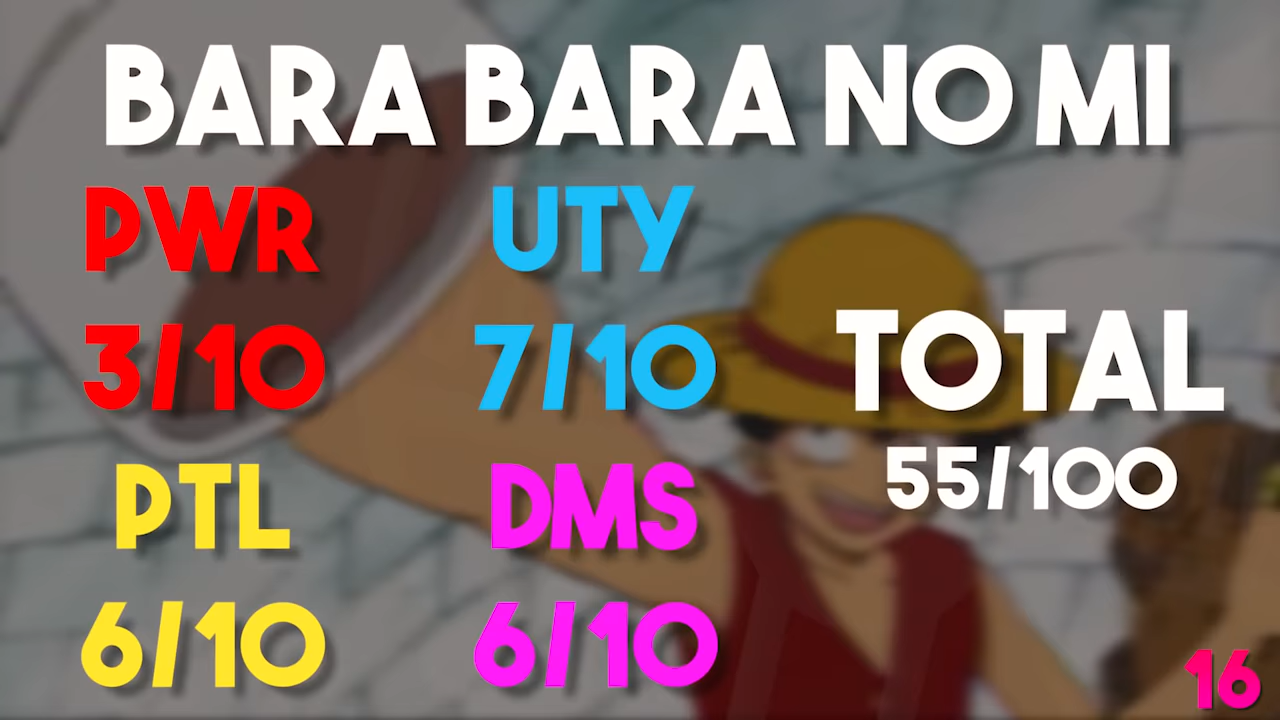 BARA BARA NO MI
PWR
3/10
UTY
7/10
PTL
6/10
DMS
6/10
TOTAL
55/100
16